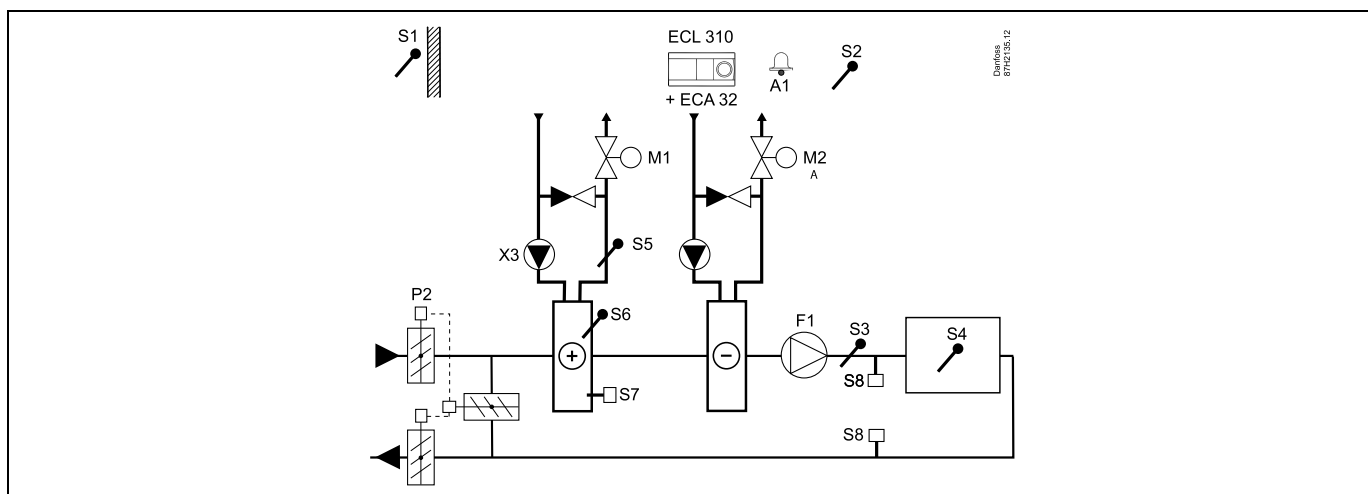 S1
ECL 310
+ ECA 32
A1
S2
Danfoss
87H2135.12
M1
M2
A
X3
S5
P2
S6
F1
S3
S4
+
−
S7
S8
S8